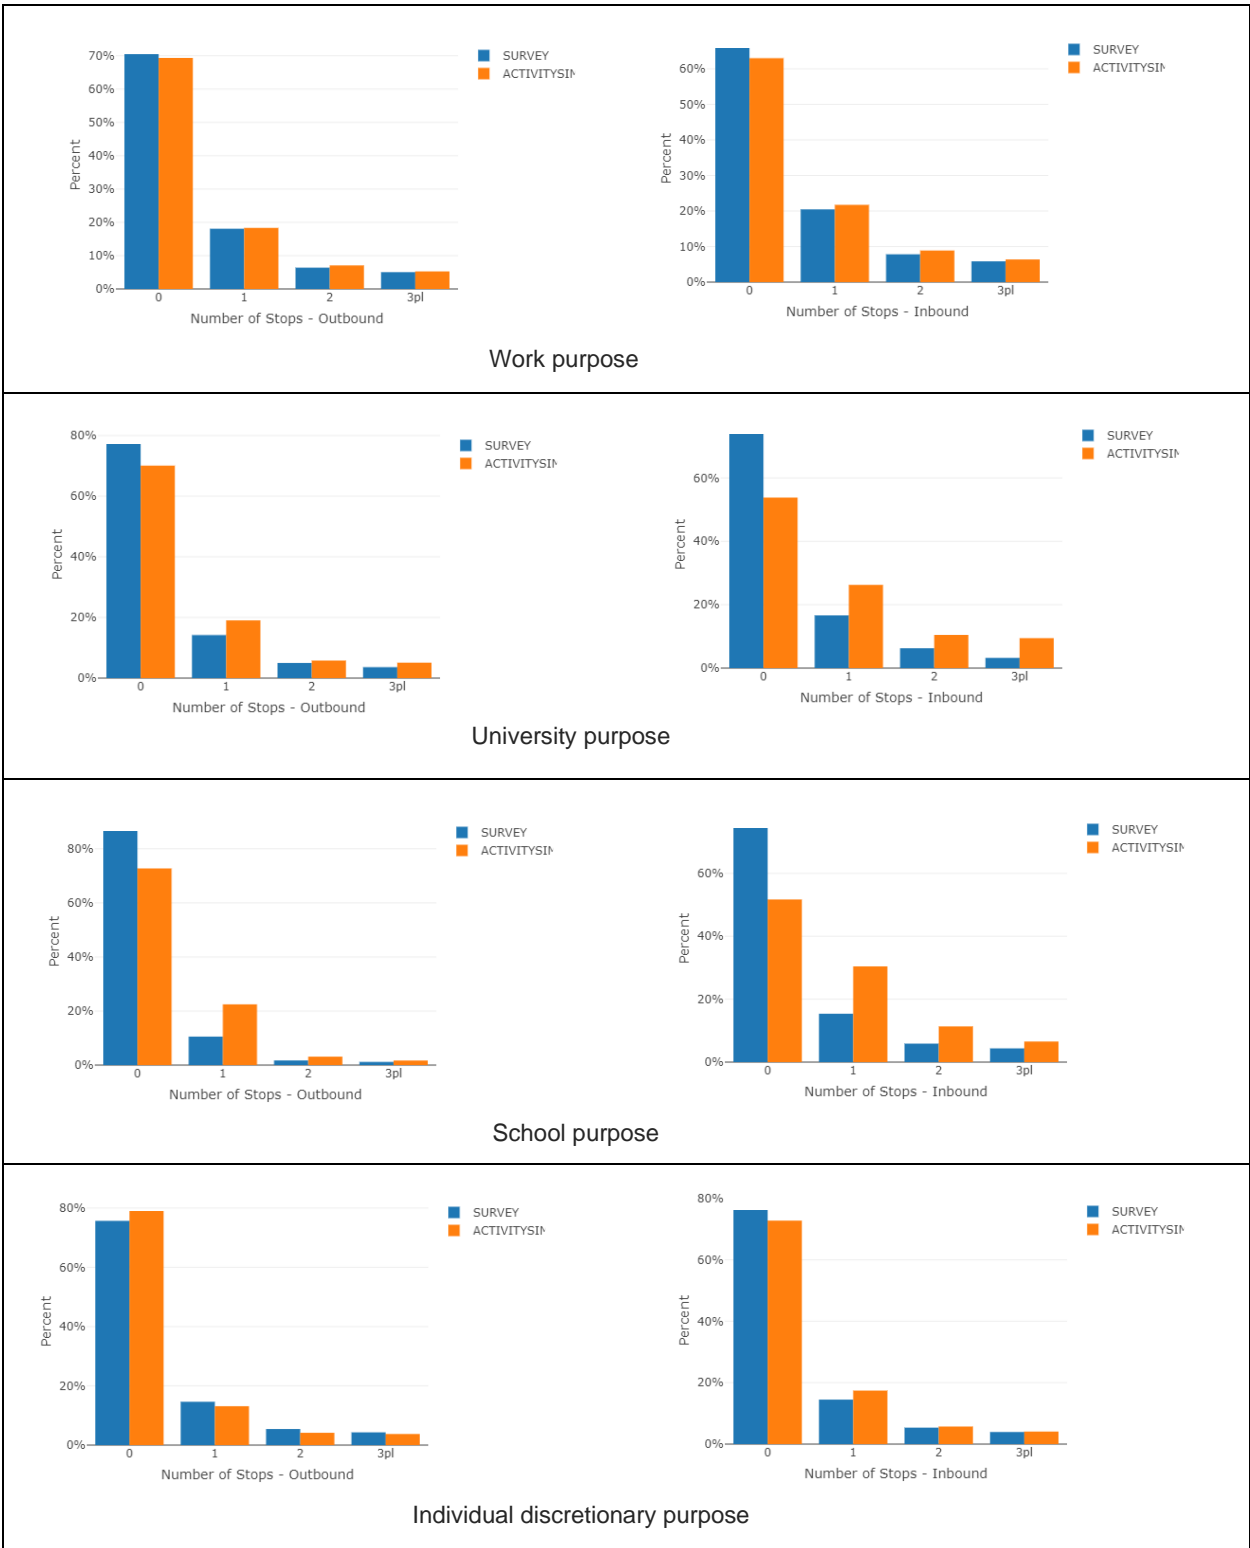 70%
60%
50%
40%
30%
20%
10%
0%
Percent
0 1 2 3pl
Number of Stops - Outbound
SURVEY
ACTIVITYSIM
60%
50%
40%
30%
20%
10%
0%
Percent
0 1 2 3pl
Number of Stops - Inbound
SURVEY
ACTIVITYSIM
Work purpose
80%
60%
40%
20%
0%
Percent
0 1 2 3pl
Number of Stops - Outbound
SURVEY
ACTIVITYSIM
60%
40%
20%
0%
Percent
0 1 2 3pl
Number of Stops - Inbound
SURVEY
ACTIVITYSIM
University purpose
80%
60%
40%
20%
0%
Percent
0 1 2 3pl
Number of Stops - Outbound
SURVEY
ACTIVITYSIM
60%
40%
20%
0%
Percent
0 1 2 3pl
Number of Stops - Inbound
SURVEY
ACTIVITYSIM
School purpose
80%
60%
40%
20%
0%
Percent
0 1 2 3pl
Number of Stops - Outbound
SURVEY
ACTIVITYSIM
80%
60%
40%
20%
0%
Percent
0 1 2 3pl
Number of Stops - Inbound
SURVEY
ACTIVITYSIM
Individual discretionary purpose